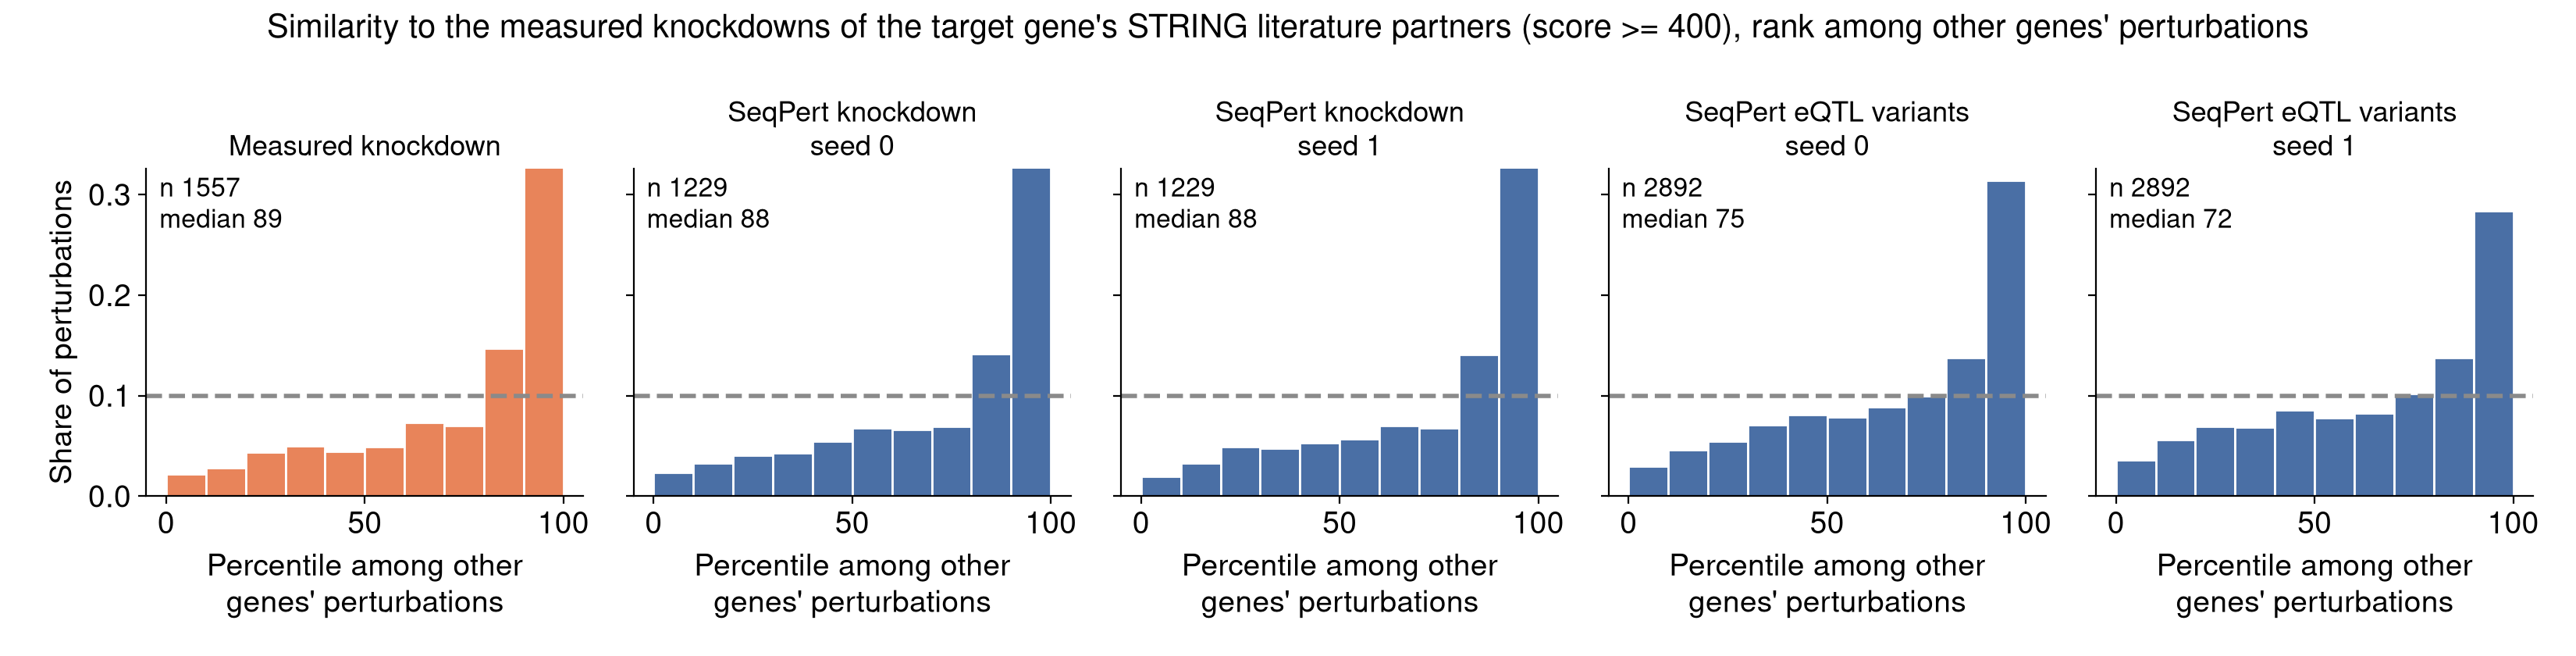 Similarity to the measured knockdowns of the target gene's STRING literature partners (score >= 400), rank among other genes' perturbations
Measured knockdown
n 1557
median 89
Share of perturbations
0.3
0.2
0.1
0.0
0 50 100
Percentile among other
genes' perturbations
SeqPert knockdown
seed 0
n 1229
median 88
0 50 100
Percentile among other
genes' perturbations
SeqPert knockdown
seed 1
n 1229
median 88
0 50 100
Percentile among other
genes' perturbations
SeqPert eQTL variants
seed 0
n 2892
median 75
0 50 100
Percentile among other
genes' perturbations
SeqPert eQTL variants
seed 1
n 2892
median 72
0 50 100
Percentile among other
genes' perturbations